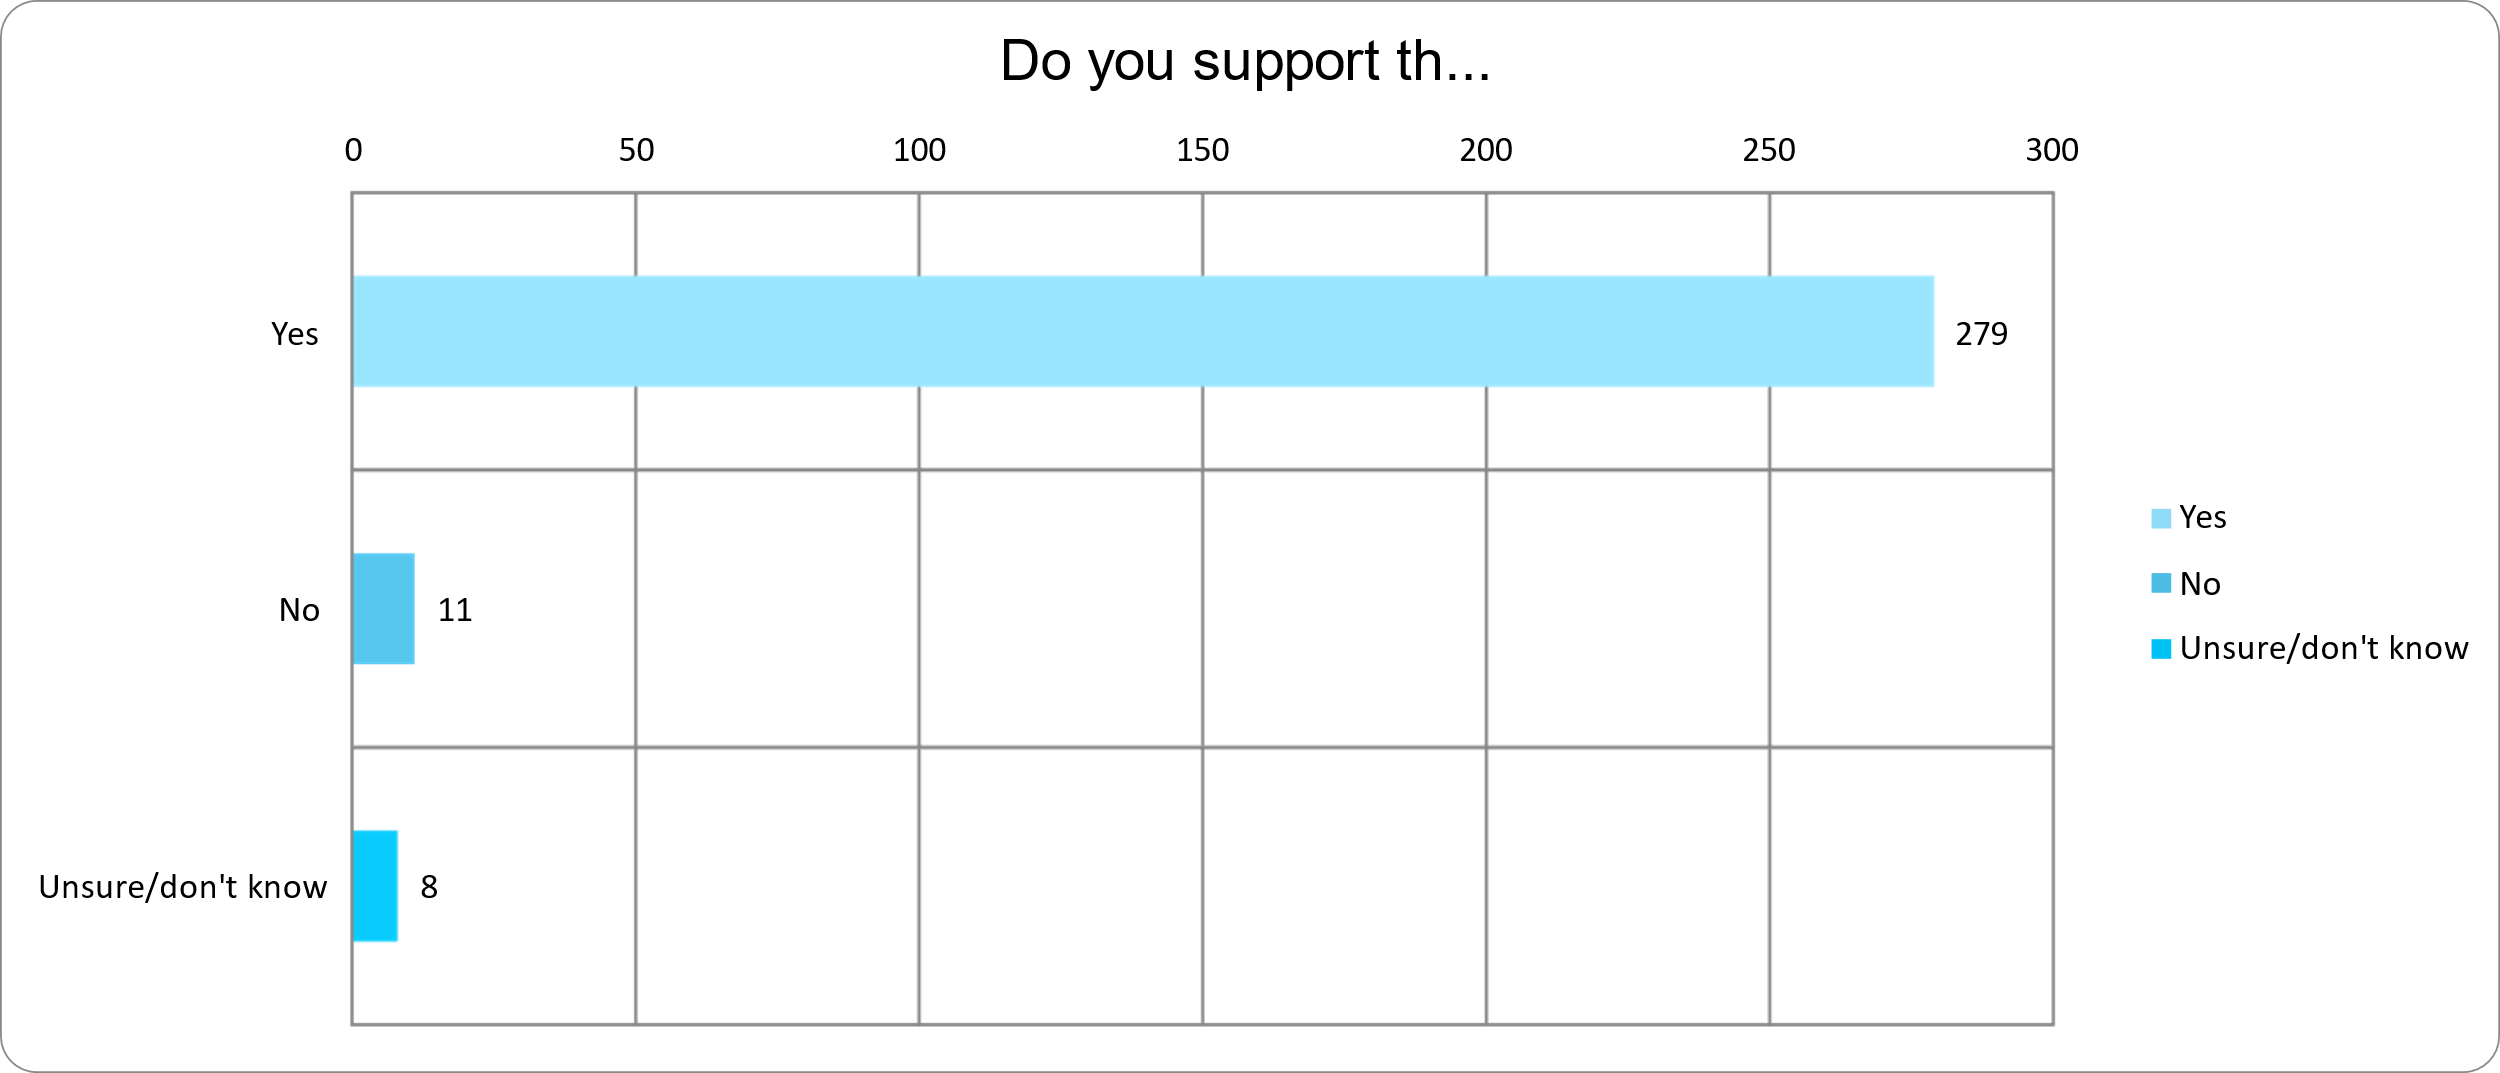 Do you support th...
0 50 100 150 200 250 300
Yes 279
No 11
Unsure/don't know 8
Yes
No
Unsure/don't know